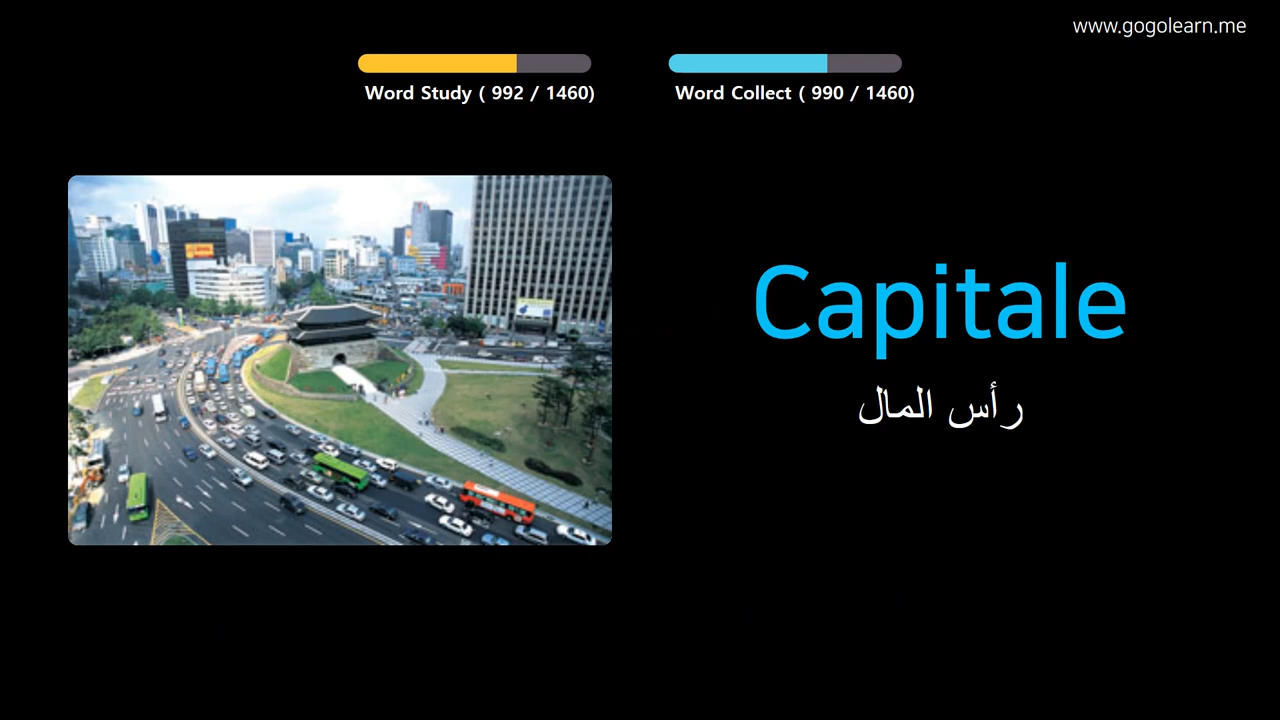 www.gogolearn.me
Word Study ( 992 / 1460)
Word Collect ( 990 / 1460)
Capitale
رأس المال